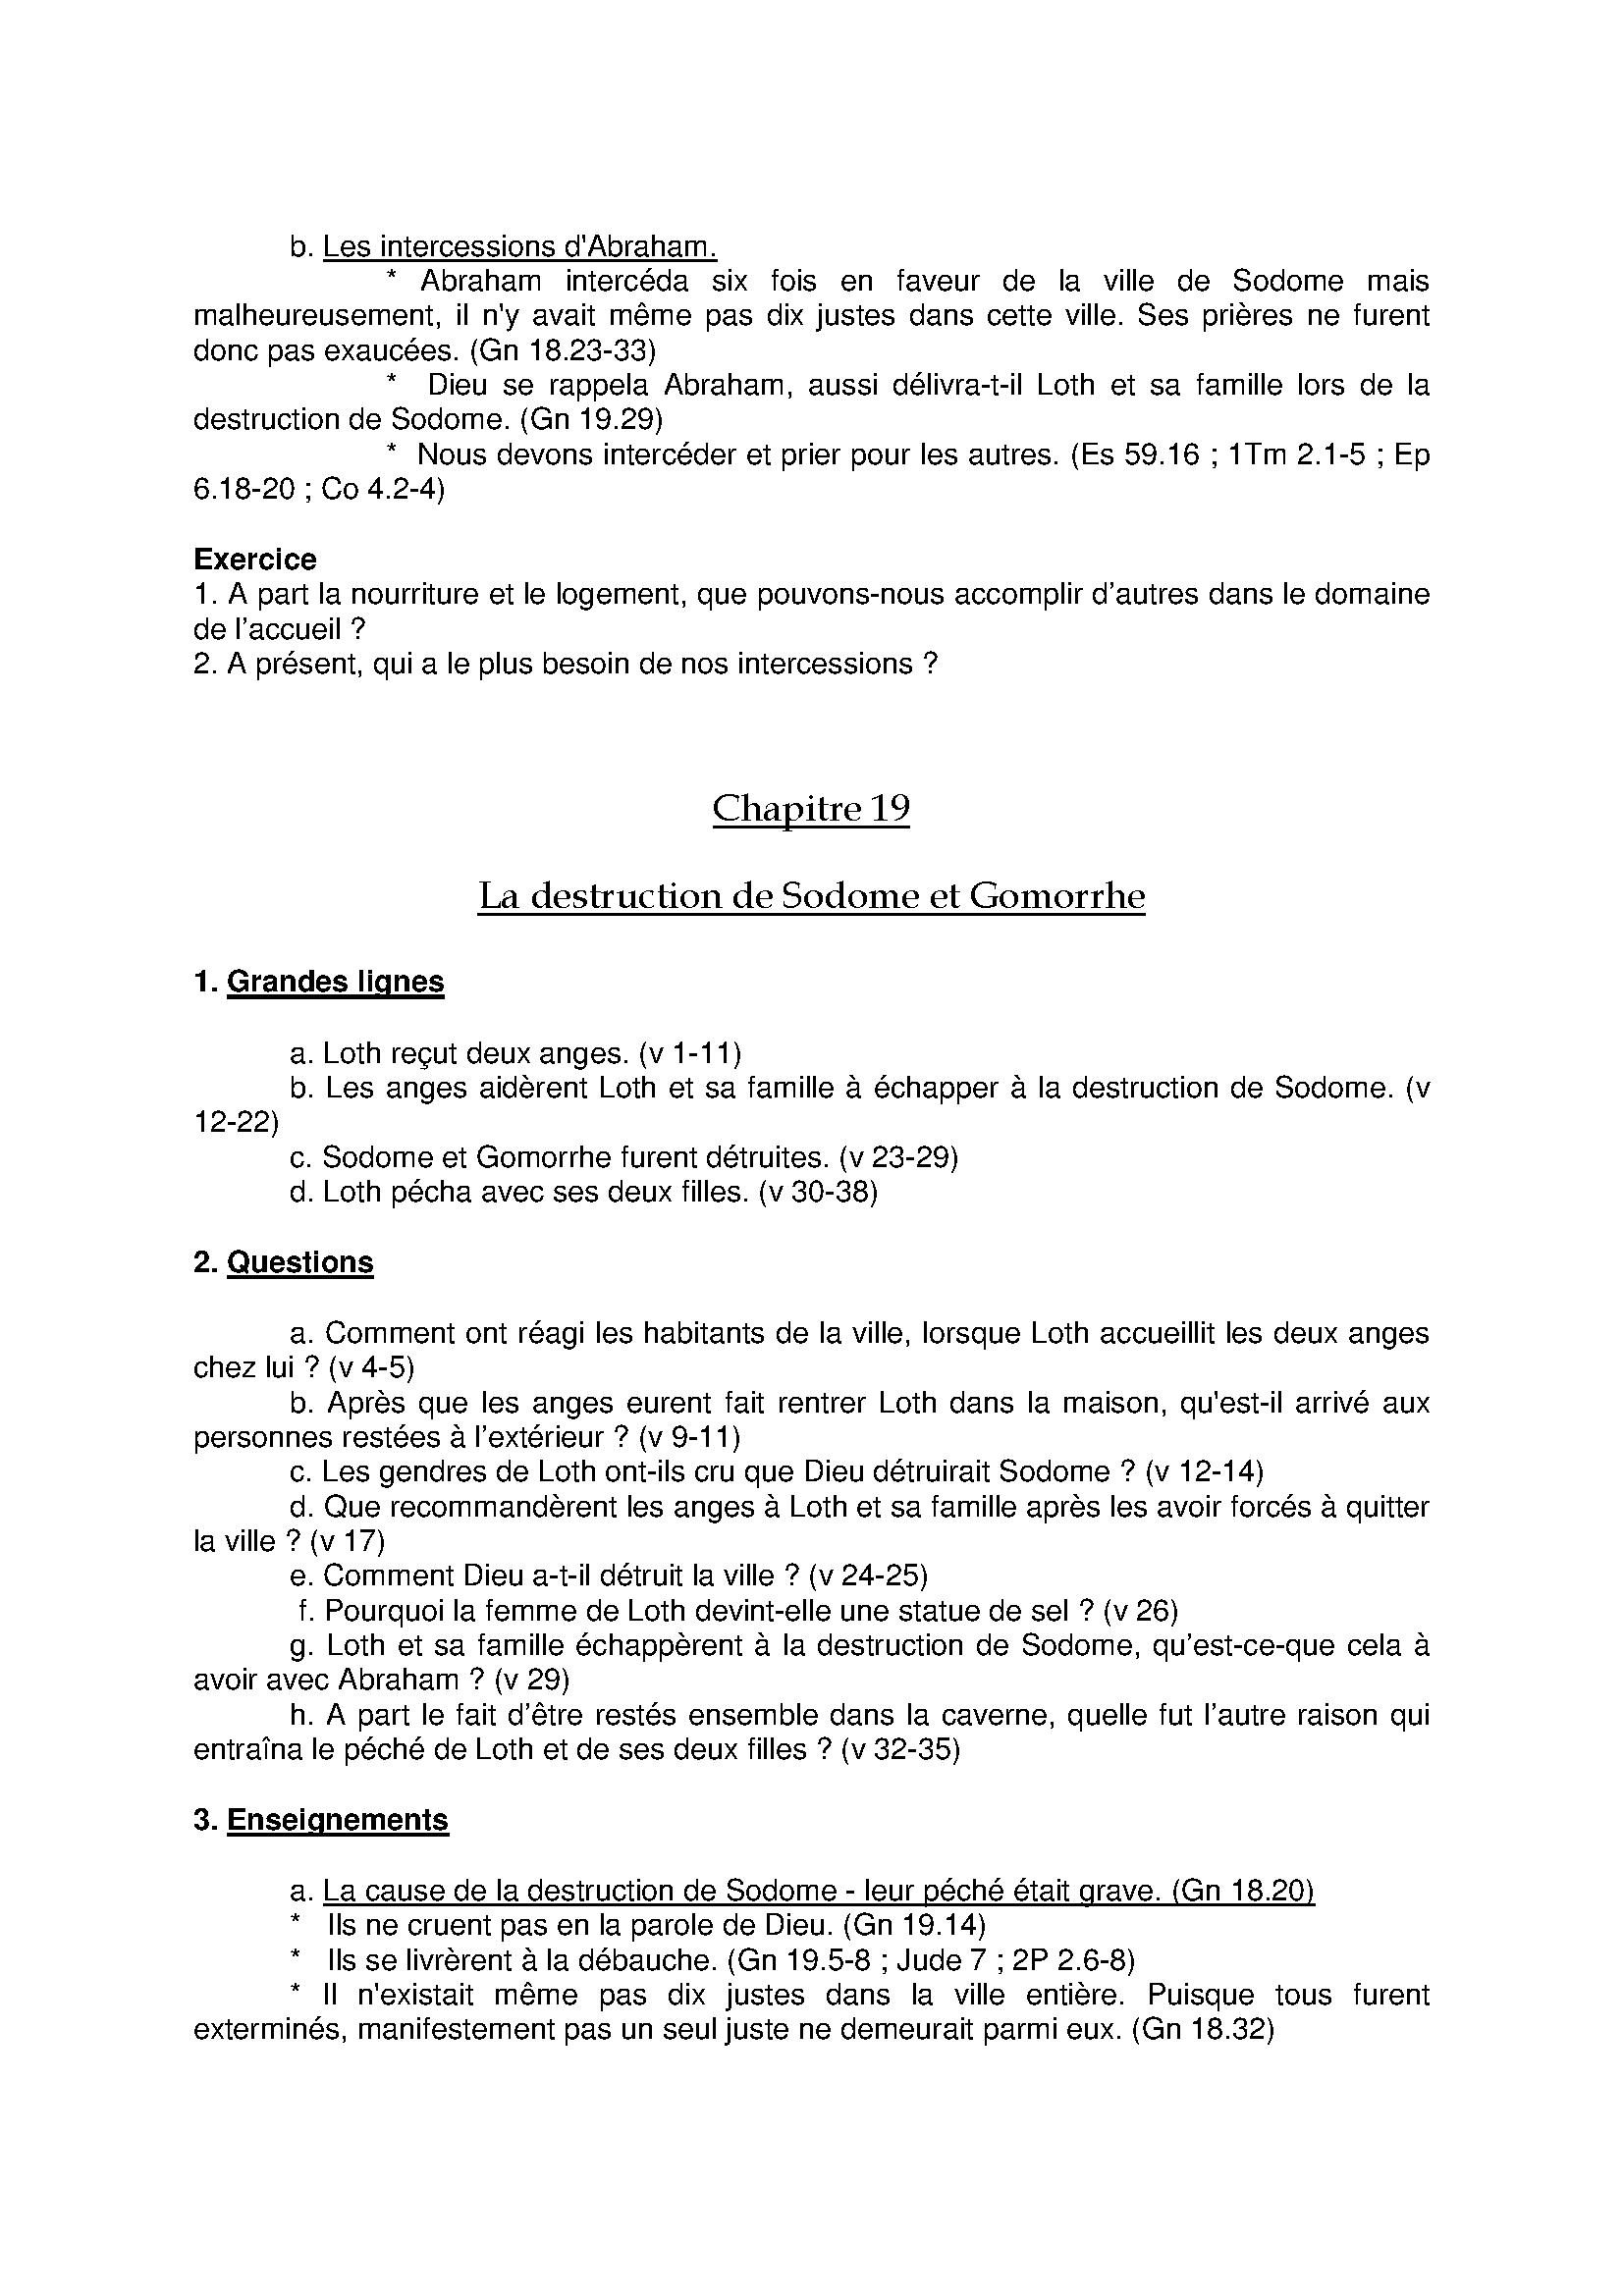 b. Les intercessions d'Abraham.
* Abraham intercéda six fois en faveur de la ville de Sodome mais
malheureusement, il n'y avait même pas dix justes dans cette ville. Ses prières ne furent
donc pas exaucées. (Gn 18.23-33)
* Dieu se rappela Abraham, aussi délivra-t-il Loth et sa famille lors de la
destruction de Sodome. (Gn 19.29)
* Nous devons intercéder et prier pour les autres. (Es 59.16 ; 1Tm 2.1-5 ; Ep
6.18-20 ; Co 4.2-4)
Exercice
1. A part la nourriture et le logement, que pouvons-nous accomplir d’autres dans le domaine
de l’accueil ?
2. A présent, qui a le plus besoin de nos intercessions ?
Chapitre 19
La destruction de Sodome et Gomorrhe
1. Grandes lignes
a. Loth reçut deux anges. (v 1-11)
b. Les anges aidèrent Loth et sa famille à échapper à la destruction de Sodome. (v
12-22)
c. Sodome et Gomorrhe furent détruites. (v 23-29)
d. Loth pécha avec ses deux filles. (v 30-38)
2. Questions
a. Comment ont réagi les habitants de la ville, lorsque Loth accueillit les deux anges
chez lui ? (v 4-5)
b. Après que les anges eurent fait rentrer Loth dans la maison, qu'est-il arrivé aux
personnes restées à l’extérieur ? (v 9-11)
c. Les gendres de Loth ont-ils cru que Dieu détruirait Sodome ? (v 12-14)
d. Que recommandèrent les anges à Loth et sa famille après les avoir forcés à quitter
la ville ? (v 17)
e. Comment Dieu a-t-il détruit la ville ? (v 24-25)
f. Pourquoi la femme de Loth devint-elle une statue de sel ? (v 26)
g. Loth et sa famille échappèrent à la destruction de Sodome, qu’est-ce-que cela à
avoir avec Abraham ? (v 29)
h. A part le fait d’être restés ensemble dans la caverne, quelle fut l’autre raison qui
entraîna le péché de Loth et de ses deux filles ? (v 32-35)
3. Enseignements
a. La cause de la destruction de Sodome - leur péché était grave. (Gn 18.20)
* Ils ne cruent pas en la parole de Dieu. (Gn 19.14)
* Ils se livrèrent à la débauche. (Gn 19.5-8 ; Jude 7 ; 2P 2.6-8)
* Il n'existait même pas dix justes dans la ville entière. Puisque tous furent
exterminés, manifestement pas un seul juste ne demeurait parmi eux. (Gn 18.32)